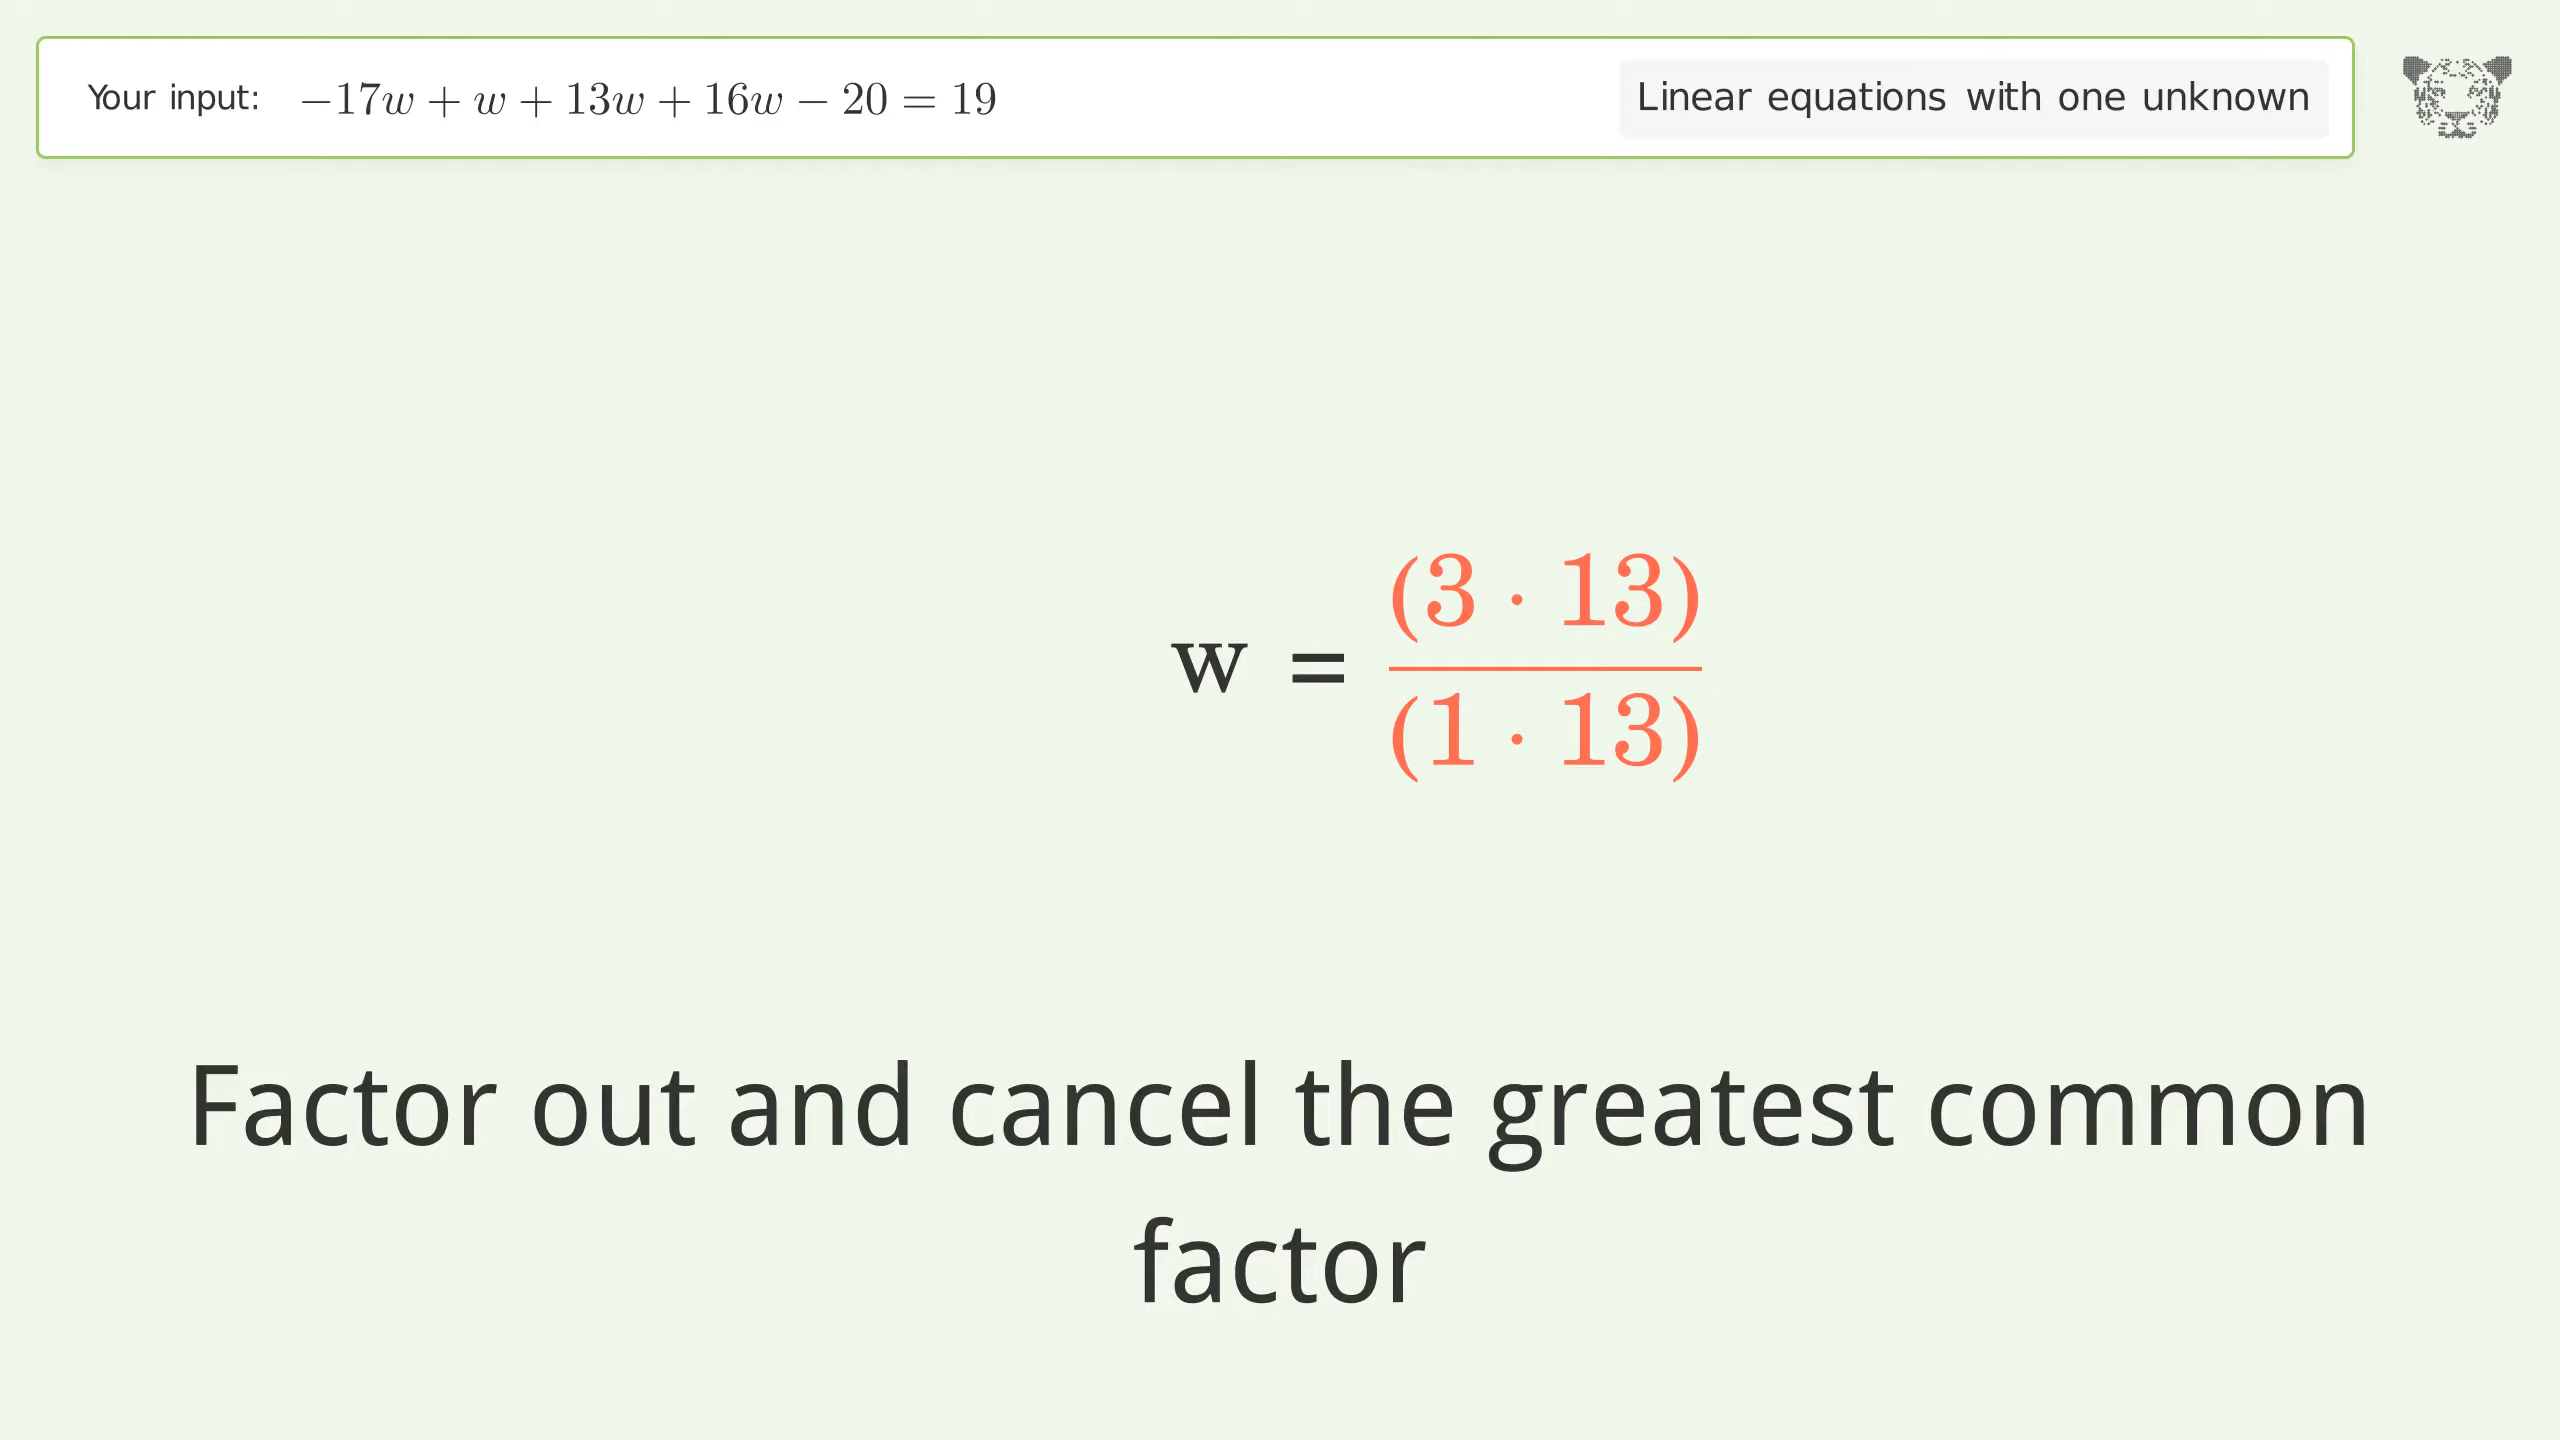 Your input: −17w + w + 13w + 16w − 20 = 19
Linear equations with one unknown
w = (3 · 13)
(1 · 13)
Factor out and cancel the greatest common
factor